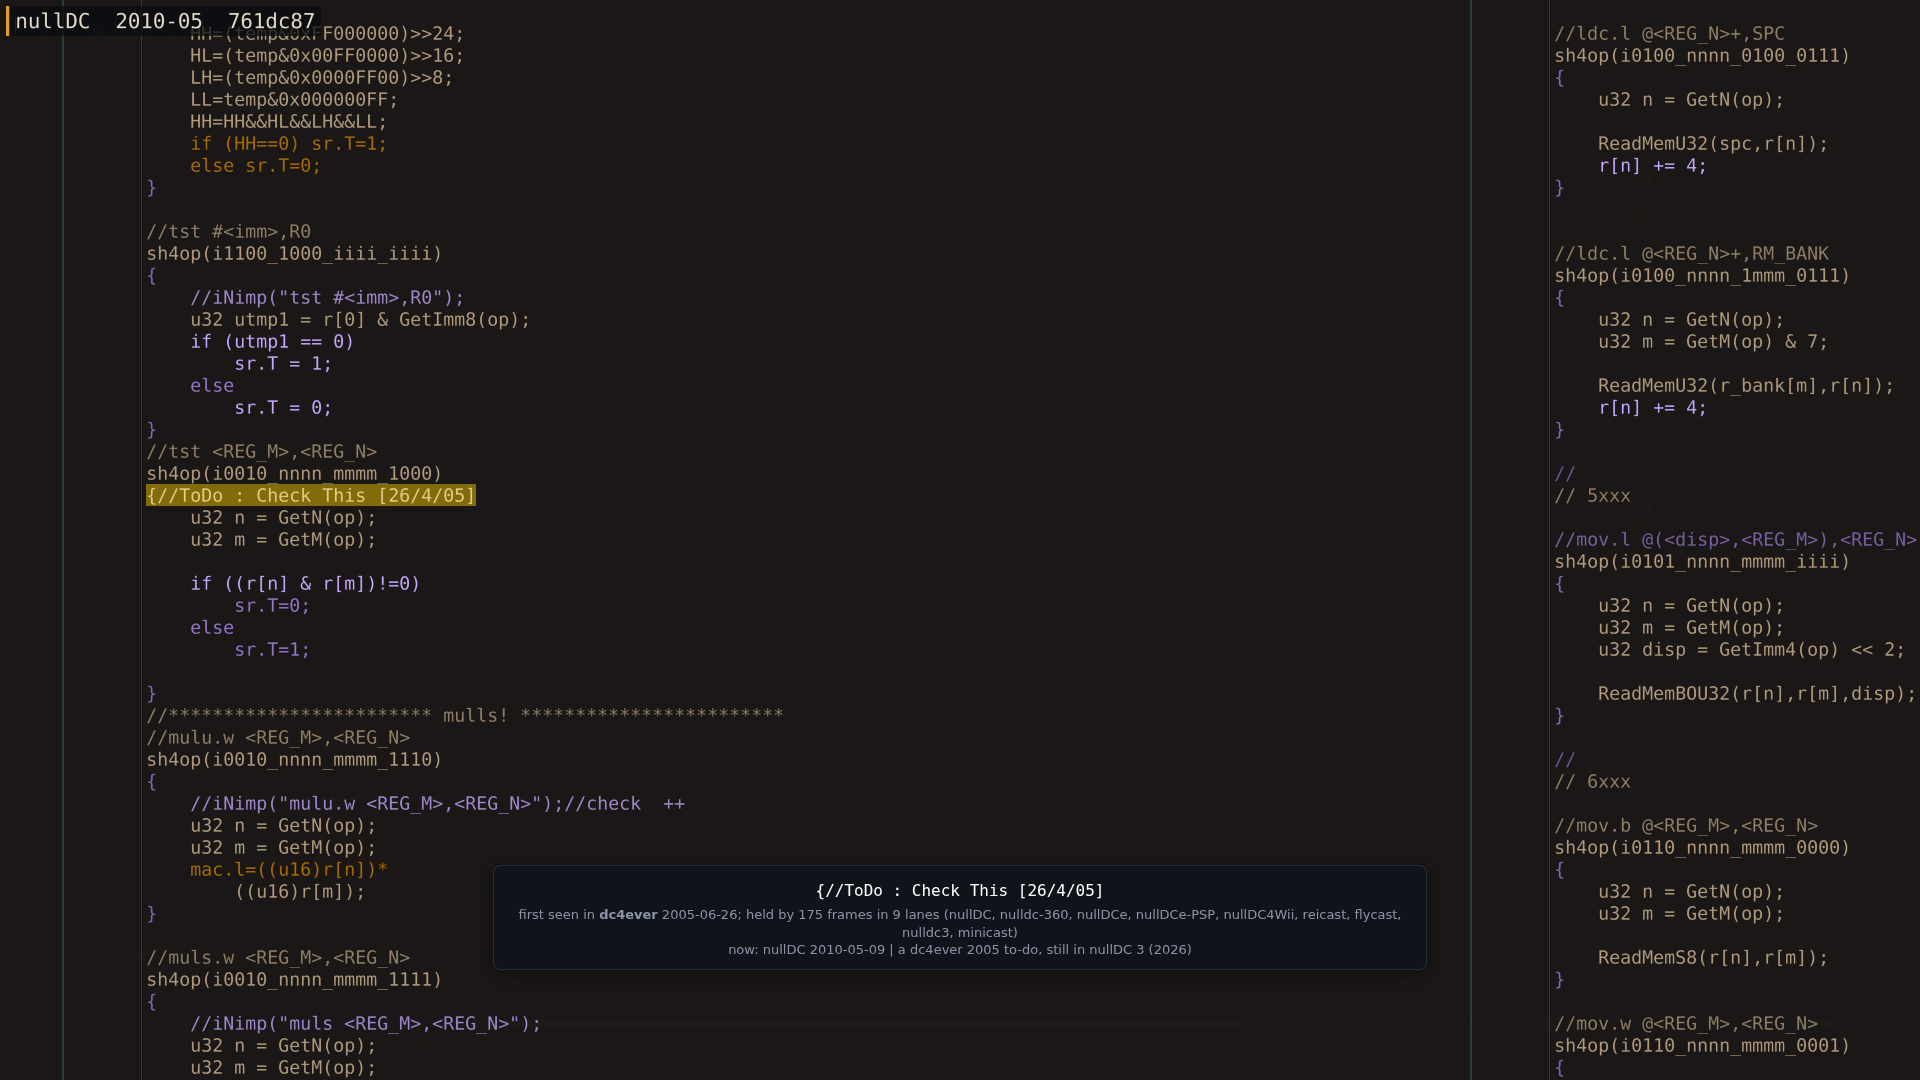 nullDC  2010-05  761dc87
HH=(temp&0xFF000000)>>24;
HL=(temp&0x00FF0000)>>16;
LH=(temp&0x0000FF00)>>8;
LL=temp&0x000000FF;
HH=HH&&HL&&LH&&LL;
if (HH==0) sr.T=1;
else sr.T=0;
}
//tst #<imm>,R0
sh4op(i1100_1000_iiii_iiii)
{
//iNimp("tst #<imm>,R0");
u32 utmp1 = r[0] & GetImm8(op);
if (utmp1 == 0)
sr.T = 1;
else
sr.T = 0;
}
//tst <REG_M>,<REG_N>
sh4op(i0010_nnnn_mmmm_1000)
{//ToDo : Check This [26/4/05]
u32 n = GetN(op);
u32 m = GetM(op);
if ((r[n] & r[m])!=0)
sr.T=0;
else
sr.T=1;
}
//************************ mulls! ************************
//mulu.w <REG_M>,<REG_N>
sh4op(i0010_nnnn_mmmm_1110)
{
//iNimp("mulu.w <REG_M>,<REG_N>");//check  ++
u32 n = GetN(op);
u32 m = GetM(op);
mac.l=((u16)r[n])*
((u16)r[m]);
}
//muls.w <REG_M>,<REG_N>
sh4op(i0010_nnnn_mmmm_1111)
{
//iNimp("muls <REG_M>,<REG_N>");
u32 n = GetN(op);
u32 m = GetM(op);
{//ToDo : Check This [26/4/05]
first seen in dc4ever 2005-06-26; held by 175 frames in 9 lanes (nullDC, nulldc-360, nullDCe, nullDCe-PSP, nullDC4Wii, reicast, flycast,
nulldc3, minicast)
now: nullDC 2010-05-09 | a dc4ever 2005 to-do, still in nullDC 3 (2026)
//ldc.l @<REG_N>+,SPC
sh4op(i0100_nnnn_0100_0111)
{
u32 n = GetN(op);
ReadMemU32(spc,r[n]);
r[n] += 4;
}
//ldc.l @<REG_N>+,RM_BANK
sh4op(i0100_nnnn_1mmm_0111)
{
u32 n = GetN(op);
u32 m = GetM(op) & 7;
ReadMemU32(r_bank[m],r[n]);
r[n] += 4;
}
//
// 5xxx
//mov.l @(<disp>,<REG_M>),<REG_N>
sh4op(i0101_nnnn_mmmm_iiii)
{
u32 n = GetN(op);
u32 m = GetM(op);
u32 disp = GetImm4(op) << 2;
ReadMemBOU32(r[n],r[m],disp);
}
//
// 6xxx
//mov.b @<REG_M>,<REG_N>
sh4op(i0110_nnnn_mmmm_0000)
{
u32 n = GetN(op);
u32 m = GetM(op);
ReadMemS8(r[n],r[m]);
}
//mov.w @<REG_M>,<REG_N>
sh4op(i0110_nnnn_mmmm_0001)
{